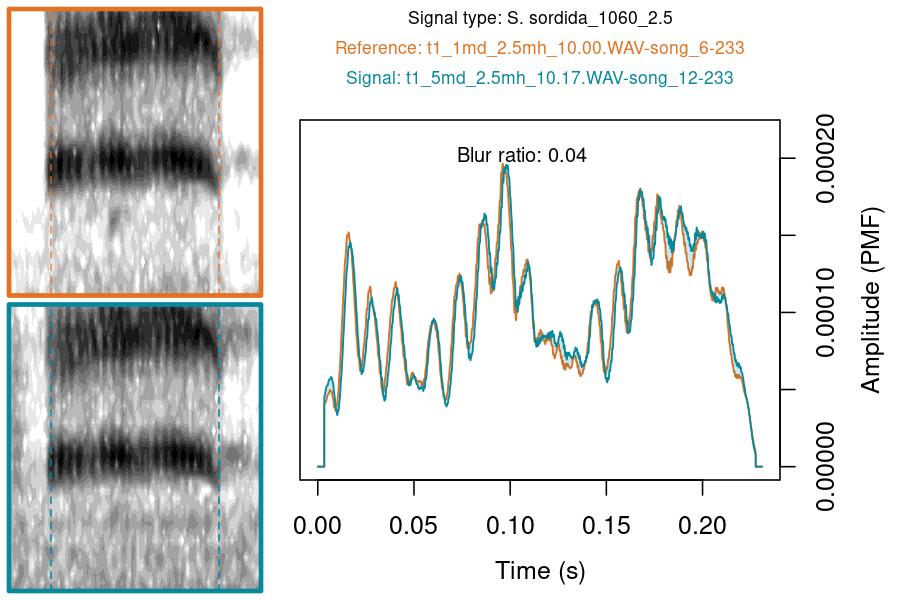 Signal type: S. sordida_1060_2.5
Reference: t1_1md_2.5mh_10.00.WAV-song_6-233
Signal: t1_5md_2.5mh_10.17.WAV-song_12-233
Blur ratio: 0.04
0.00020
0.00010
0.00000
Amplitude (PMF)
0.00 0.05 0.10 0.15 0.20
Time (s)